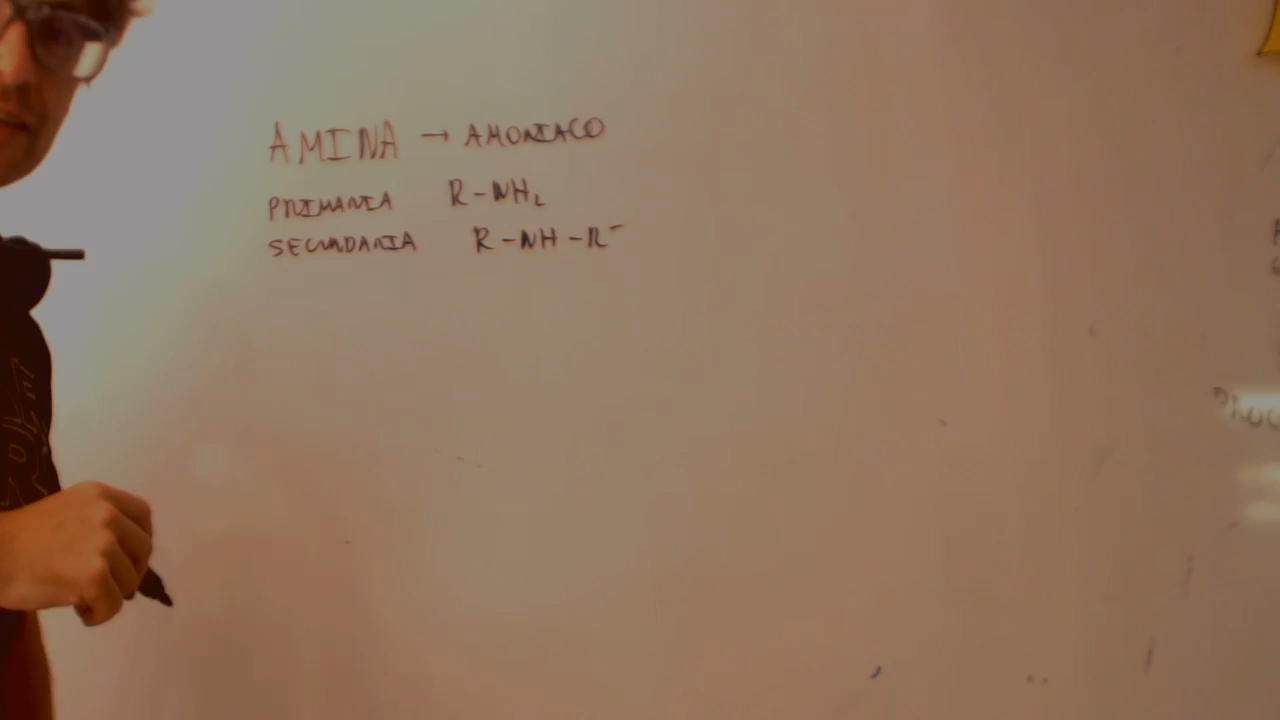 AMINA → AMONIACO
PRIMARIA R-NH₂
SECUNDARIA R-NH-R'